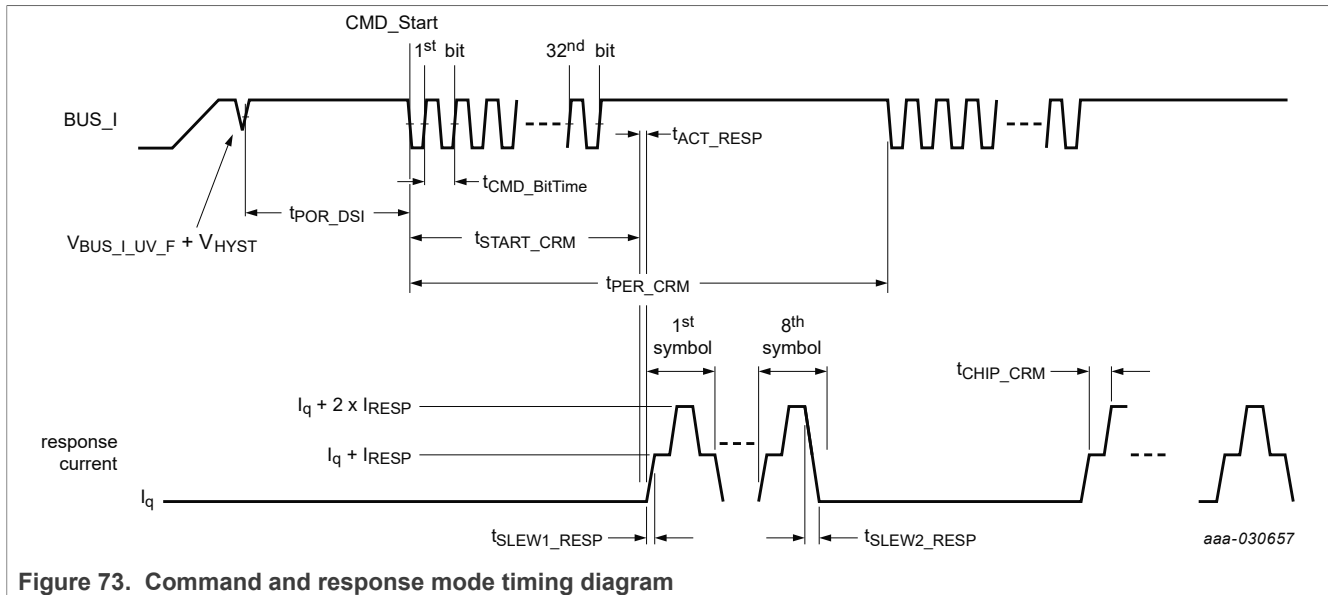 CMD_Start
1st bit
32nd bit
BUS_I
tACT_RESP
tCMD_BitTime
tPOR_DSI
VBUS_I_UV_F + VHYST
tSTART_CRM
tPER_CRM
1st
symbol
8th
symbol
tCHIP_CRM
Iq + 2 x IRESP
response
current
Iq + IRESP
Iq
tSLEW1_RESP
tSLEW2_RESP
aaa-030657
Figure 73. Command and response mode timing diagram